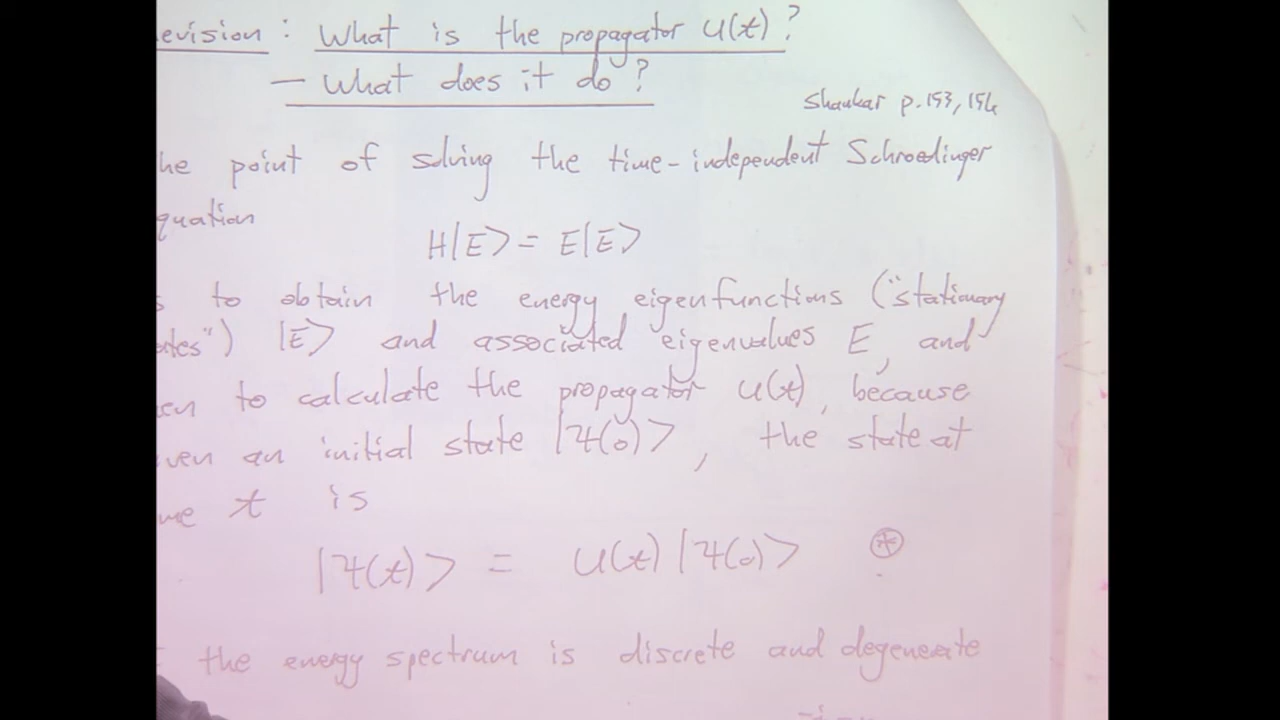 evision : What is the propagator U(t) ?
— What does it do ?
Shankar p. 153, 154
he point of solving the time-independent Schroedinger
quation
H|E> = E|E>
s to obtain the energy eigenfunctions ("stationary
ates") |E> and associated eigenvalues E, and
en to calculate the propagator U(t), because
iven an initial state |Ψ(0)>, the state at
me t is
|Ψ(t)> = U(t)|Ψ(0)> ⊛
the energy spectrum is discrete and degenerate